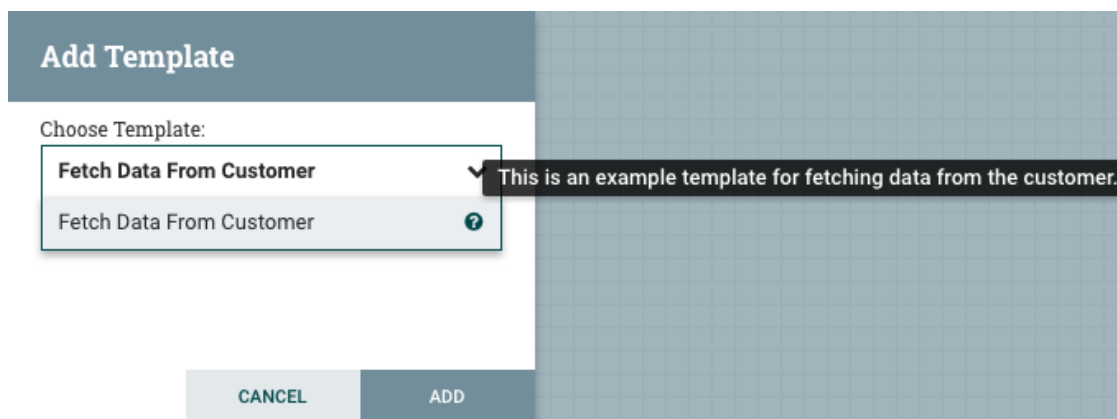 Add Template
Choose Template:
Fetch Data From Customer
This is an example template for fetching data from the customer.
Fetch Data From Customer
CANCEL
ADD